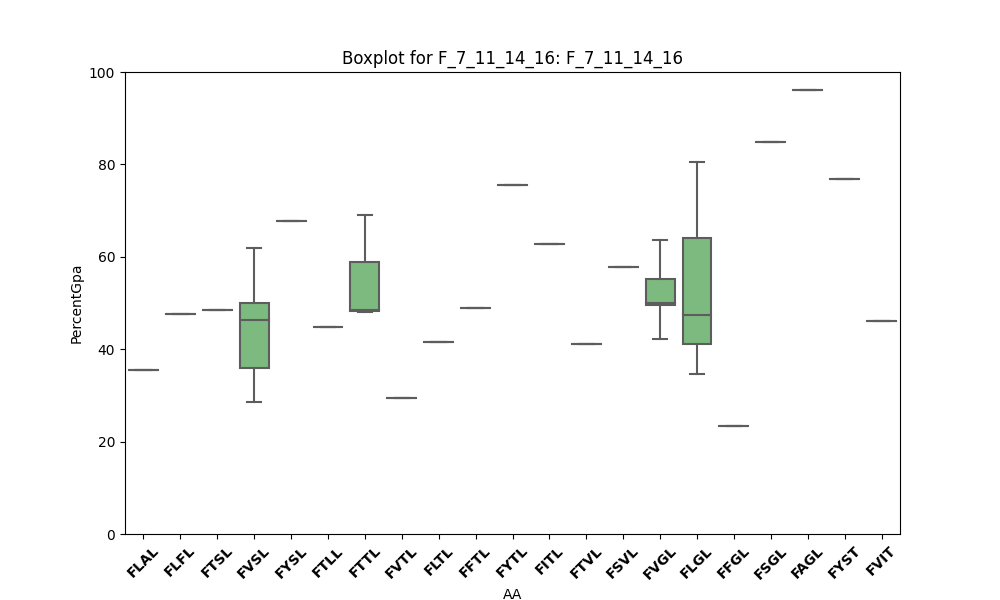 Boxplot for F_7_11_14_16: F_7_11_14_16
100
80
60
40
20
0
PercentGpa
FLAL FLFL FTSL FVSL FYSL FTLL FTTL FVTL FLTL FFTL FYTL FITL FTVL FSVL FVGL FLGL FFGL FSGL FAGL FYST FVIT
AA